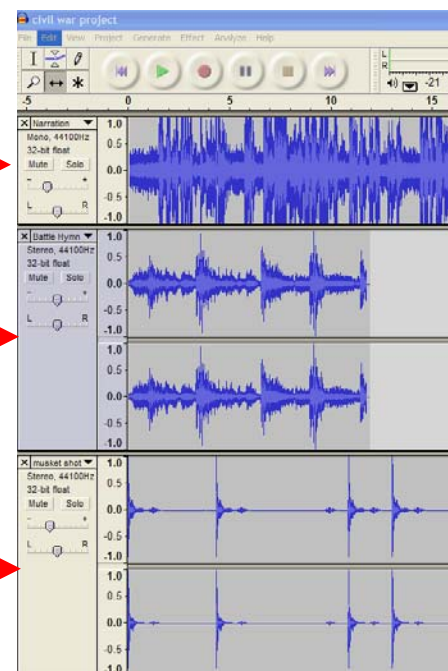 civil war project
File Edit View Project Generate Effect Analyze Help
L
R
-21
-5 0 5 10 15
Narration
Mono, 44100Hz
32-bit float
Mute Solo
- +
L R
1.0
0.5
0.0
-0.5
-1.0
Battle Hymn
Stereo, 44100Hz
32-bit float
Mute Solo
- +
L R
1.0
0.5
0.0
-0.5
-1.0
1.0
0.5
0.0
-0.5
-1.0
musket shot
Stereo, 44100Hz
32-bit float
Mute Solo
- +
L R
1.0
0.5
0.0
-0.5
-1.0
1.0
0.5
0.0
-0.5
-1.0